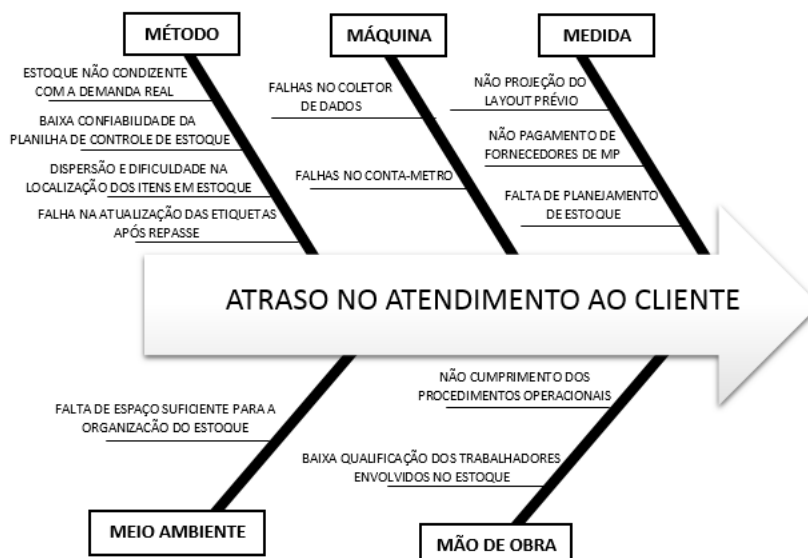 MÉTODO
MÁQUINA
MEDIDA
ESTOQUE NÃO CONDIZENTE
COM A DEMANDA REAL
BAIXA CONFIABILIDADE DA
PLANILHA DE CONTROLE DE ESTOQUE
DISPERSÃO E DIFICULDADE NA
LOCALIZAÇÃO DOS ITENS EM ESTOQUE
FALHA NA ATUALIZAÇÃO DAS ETIQUETAS
APÓS REPASSE
FALHAS NO COLETOR
DE DADOS
FALHAS NO CONTA-METRO
NÃO PROJEÇÃO DO
LAYOUT PRÉVIO
NÃO PAGAMENTO DE
FORNECEDORES DE MP
FALTA DE PLANEJAMENTO
DE ESTOQUE
ATRASO NO ATENDIMENTO AO CLIENTE
FALTA DE ESPAÇO SUFICIENTE PARA A
ORGANIZACÃO DO ESTOQUE
NÃO CUMPRIMENTO DOS
PROCEDIMENTOS OPERACIONAIS
BAIXA QUALIFICAÇÃO DOS TRABALHADORES
ENVOLVIDOS NO ESTOQUE
MEIO AMBIENTE
MÃO DE OBRA